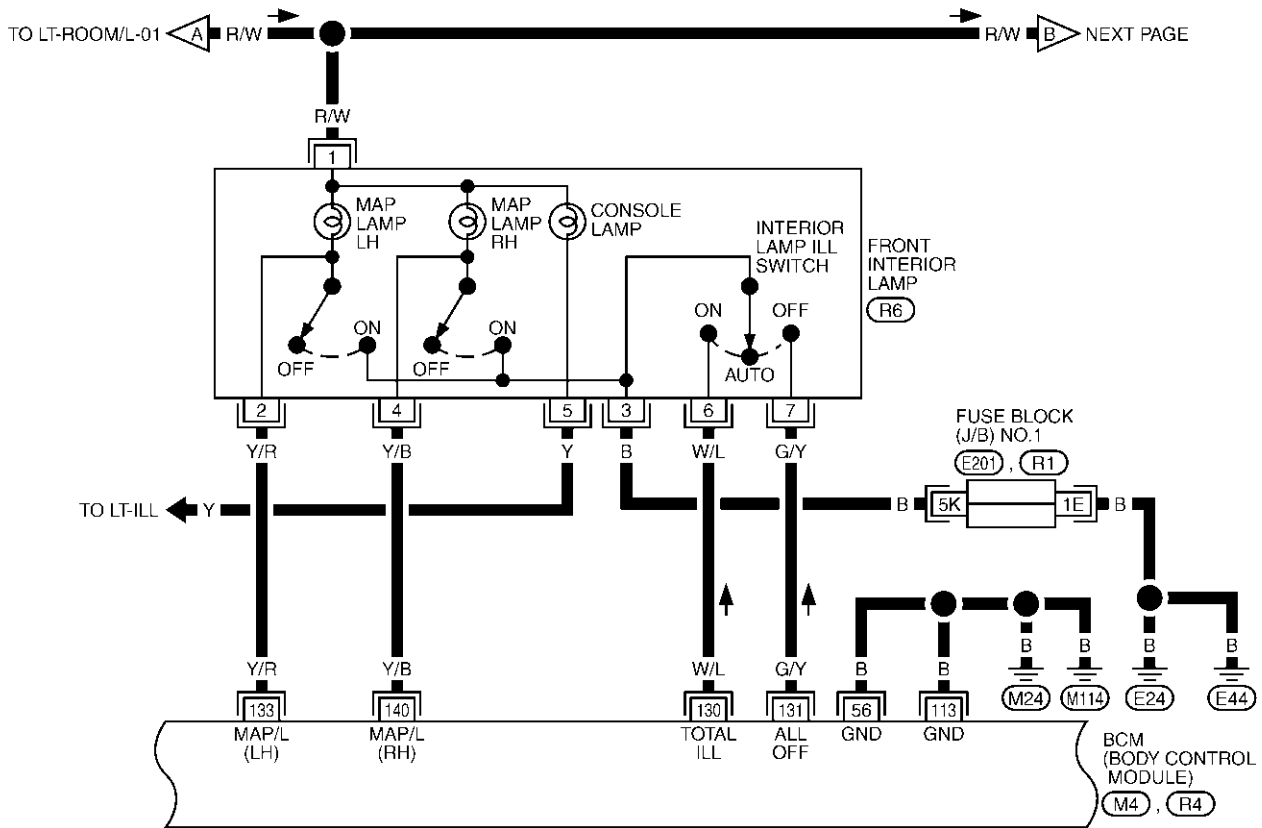 TO LT-ROOM/L-01 A R/W R/W B NEXT PAGE
R/W
1
MAP LAMP LH
MAP LAMP RH
CONSOLE LAMP
INTERIOR LAMP ILL SWITCH
FRONT INTERIOR LAMP
R6
ON OFF
ON ON
OFF OFF AUTO
2 4 5 3 6 7
Y/R Y/B Y B W/L G/Y
FUSE BLOCK
(J/B) NO.1
E201 , R1
TO LT-ILL Y
B 5K 1E B
Y/R Y/B W/L G/Y B B B B B B
M24 M114 E24 E44
133 140 130 131 56 113
MAP/L (LH)
MAP/L (RH)
TOTAL ILL
ALL OFF
GND
GND
BCM
(BODY CONTROL
MODULE)
M4 , R4